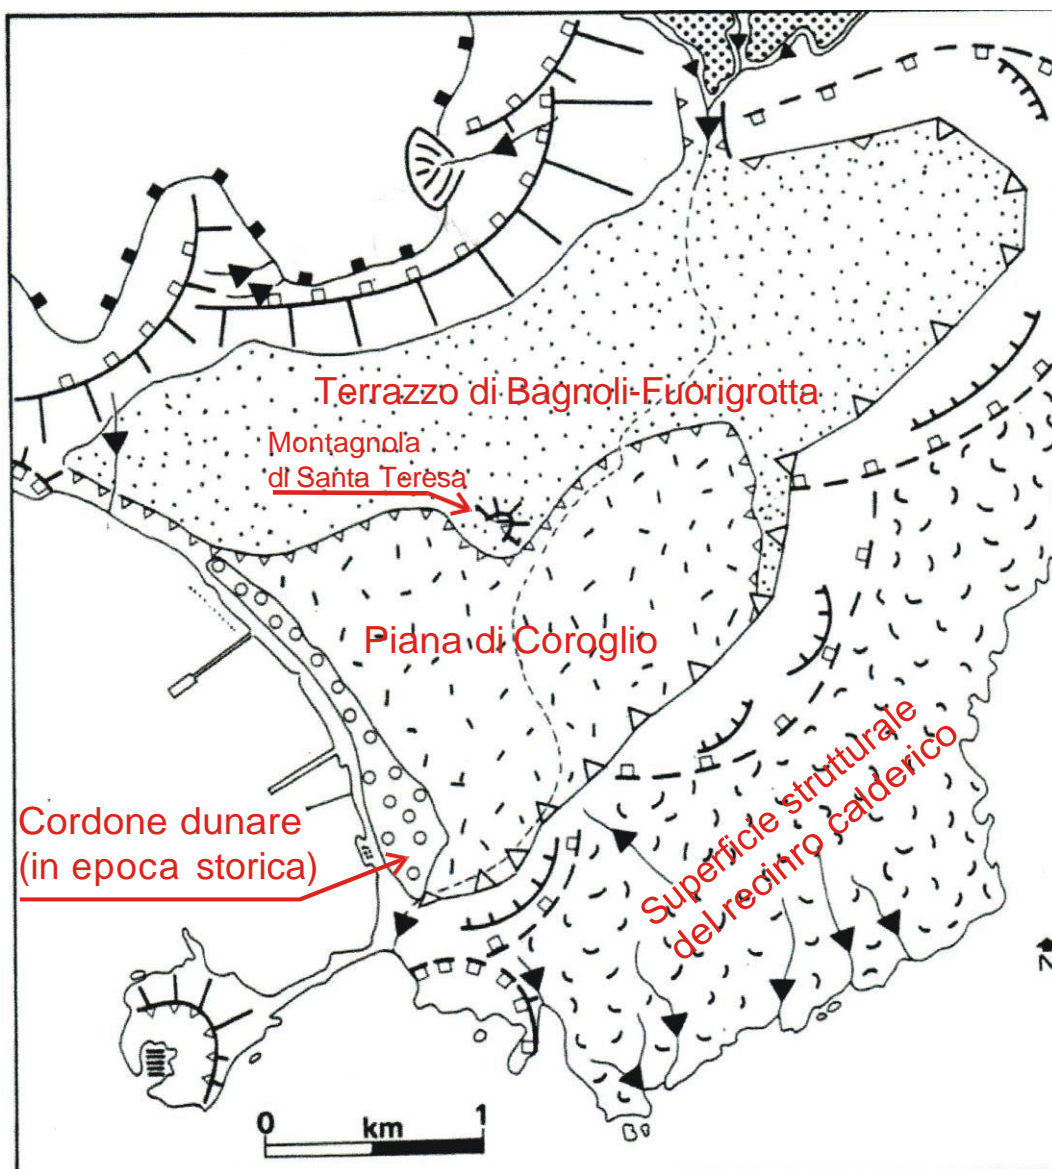 Terrazzo di Bagnoli-Fuorigrotta
Montagnola
di Santa Teresa
Piana di Coroglio
Cordone dunare
(in epoca storica)
Superficie strutturale
del recinro calderico
N
0 km 1